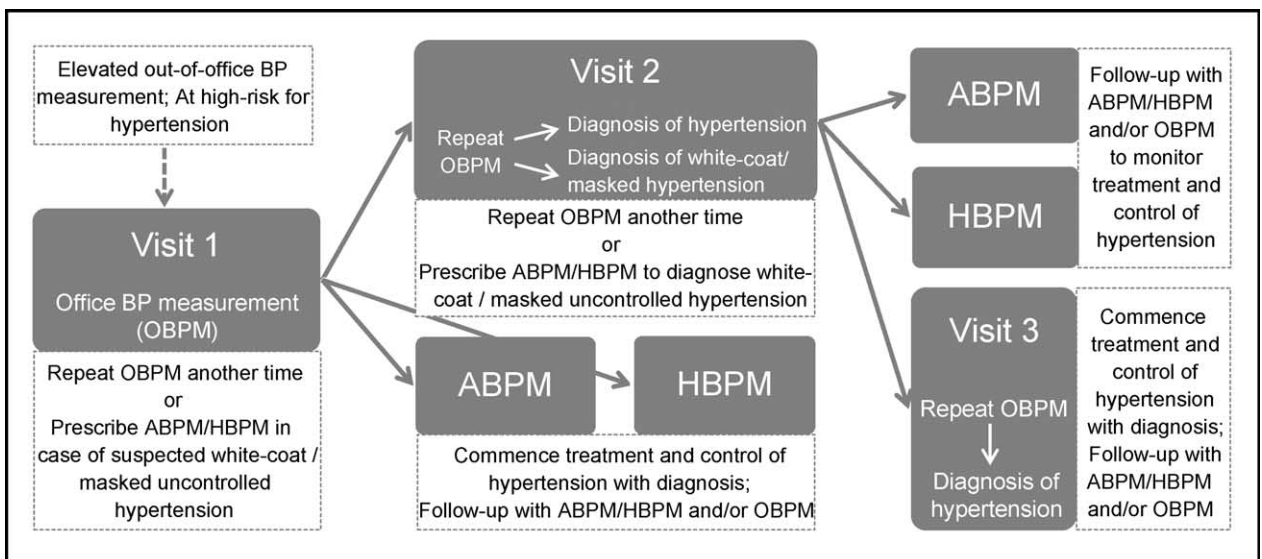 Elevated out-of-office BP
measurement; At high-risk for
hypertension
Visit 1
Office BP measurement
(OBPM)
Repeat OBPM another time
or
Prescribe ABPM/HBPM in
case of suspected white-coat /
masked uncontrolled
hypertension
Visit 2
Repeat
OBPM
Diagnosis of hypertension
Diagnosis of white-coat/
masked hypertension
Repeat OBPM another time
or
Prescribe ABPM/HBPM to diagnose white-
coat / masked uncontrolled hypertension
ABPM
HBPM
Commence treatment and control of
hypertension with diagnosis;
Follow-up with ABPM/HBPM and/or OBPM
ABPM
HBPM
Follow-up with
ABPM/HBPM
and/or OBPM
to monitor
treatment and
control of
hypertension
Visit 3
Repeat OBPM
Diagnosis of
hypertension
Commence
treatment and
control of
hypertension
with diagnosis;
Follow-up with
ABPM/HBPM
and/or OBPM